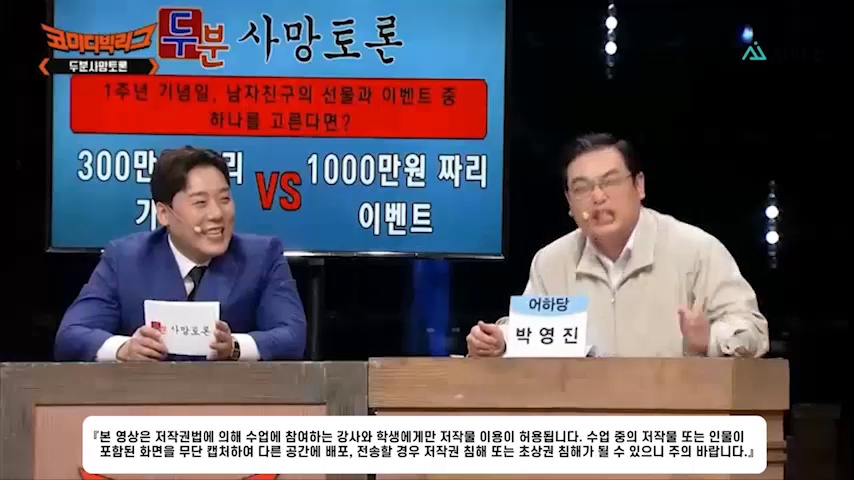 코미디빅리그
두분사망토론
두분 사망토론
1주년 기념일, 남자친구의 선물과 이벤트 중
하나를 고른다면?
300만 리 VS 1000만원 짜리
기 이벤트
두분 사망토론
어하당
박영진
『본 영상은 저작권법에 의해 수업에 참여하는 강사와 학생에게만 저작물 이용이 허용됩니다. 수업 중의 저작물 또는 인물이
포함된 화면을 무단 캡처하여 다른 공간에 배포, 전송할 경우 저작권 침해 또는 초상권 침해가 될 수 있으니 주의 바랍니다.』